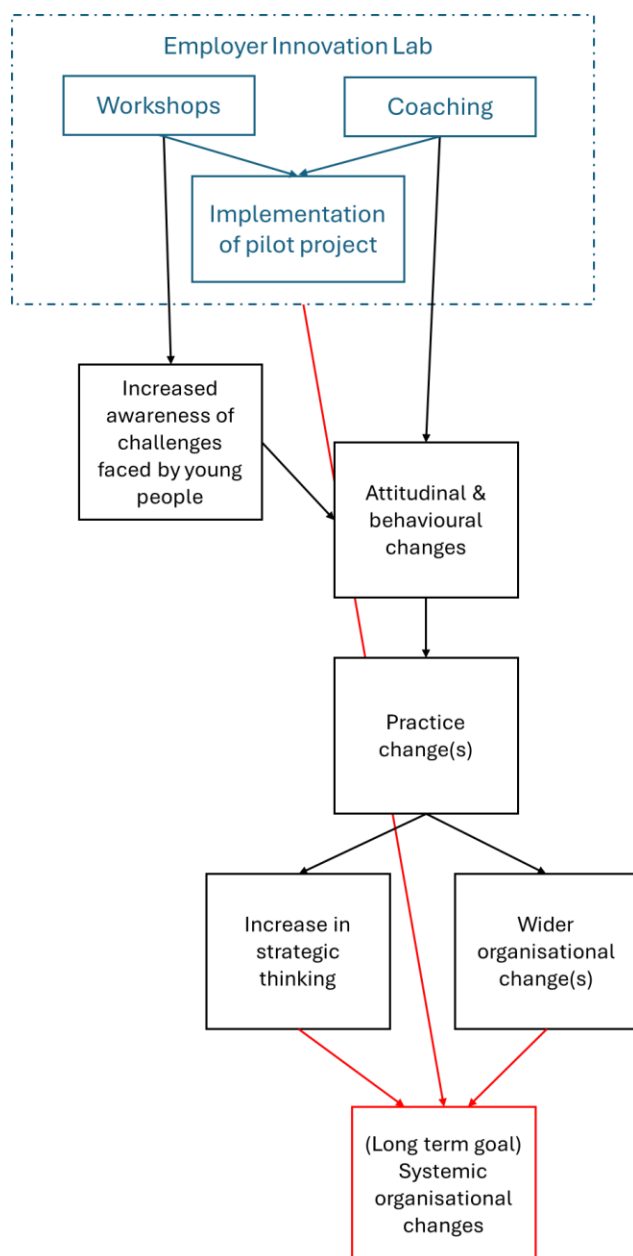 Employer Innovation Lab
Workshops
Coaching
Implementation
of pilot project
Increased
awareness of
challenges
faced by young
people
Attitudinal &
behavioural
changes
Practice
change(s)
Increase in
strategic
thinking
Wider
organisational
change(s)
(Long term goal)
Systemic
organisational
changes